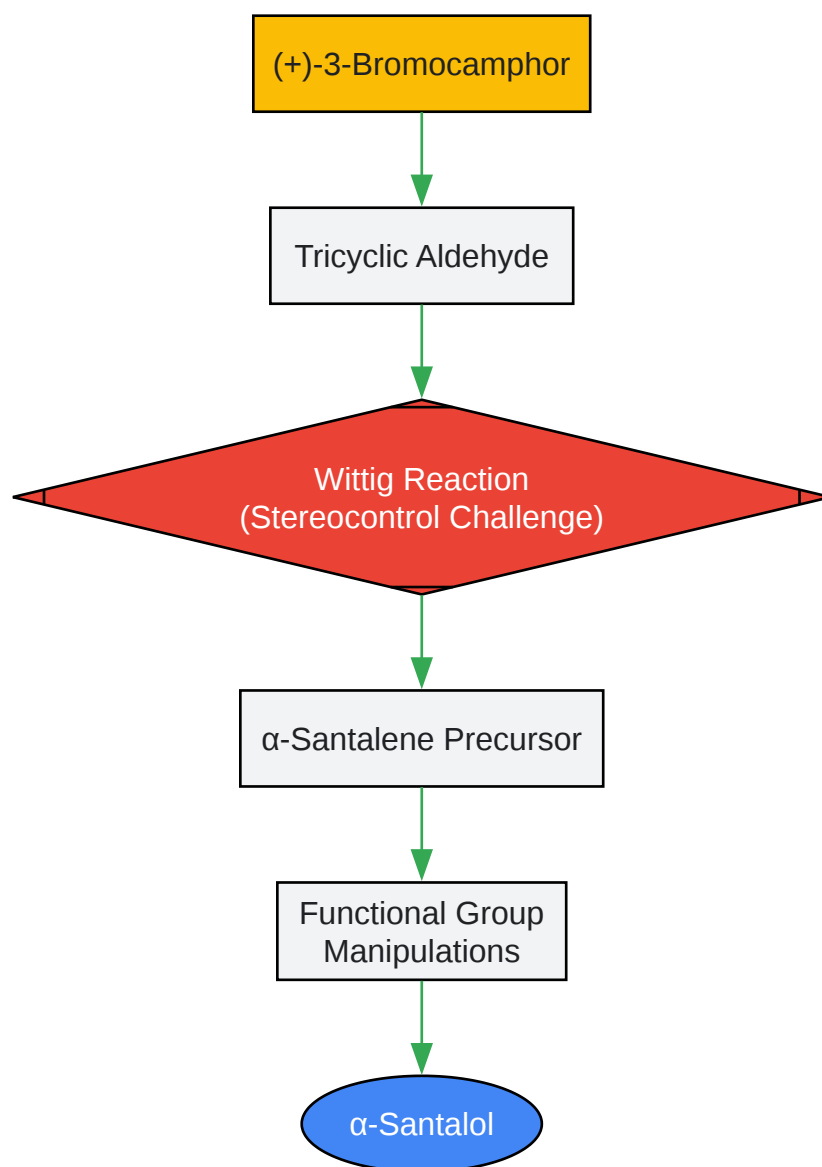 (+)-3-Bromocamphor
Tricyclic Aldehyde
Wittig Reaction
(Stereocontrol Challenge)
α-Santalene Precursor
Functional Group
Manipulations
α-Santalol